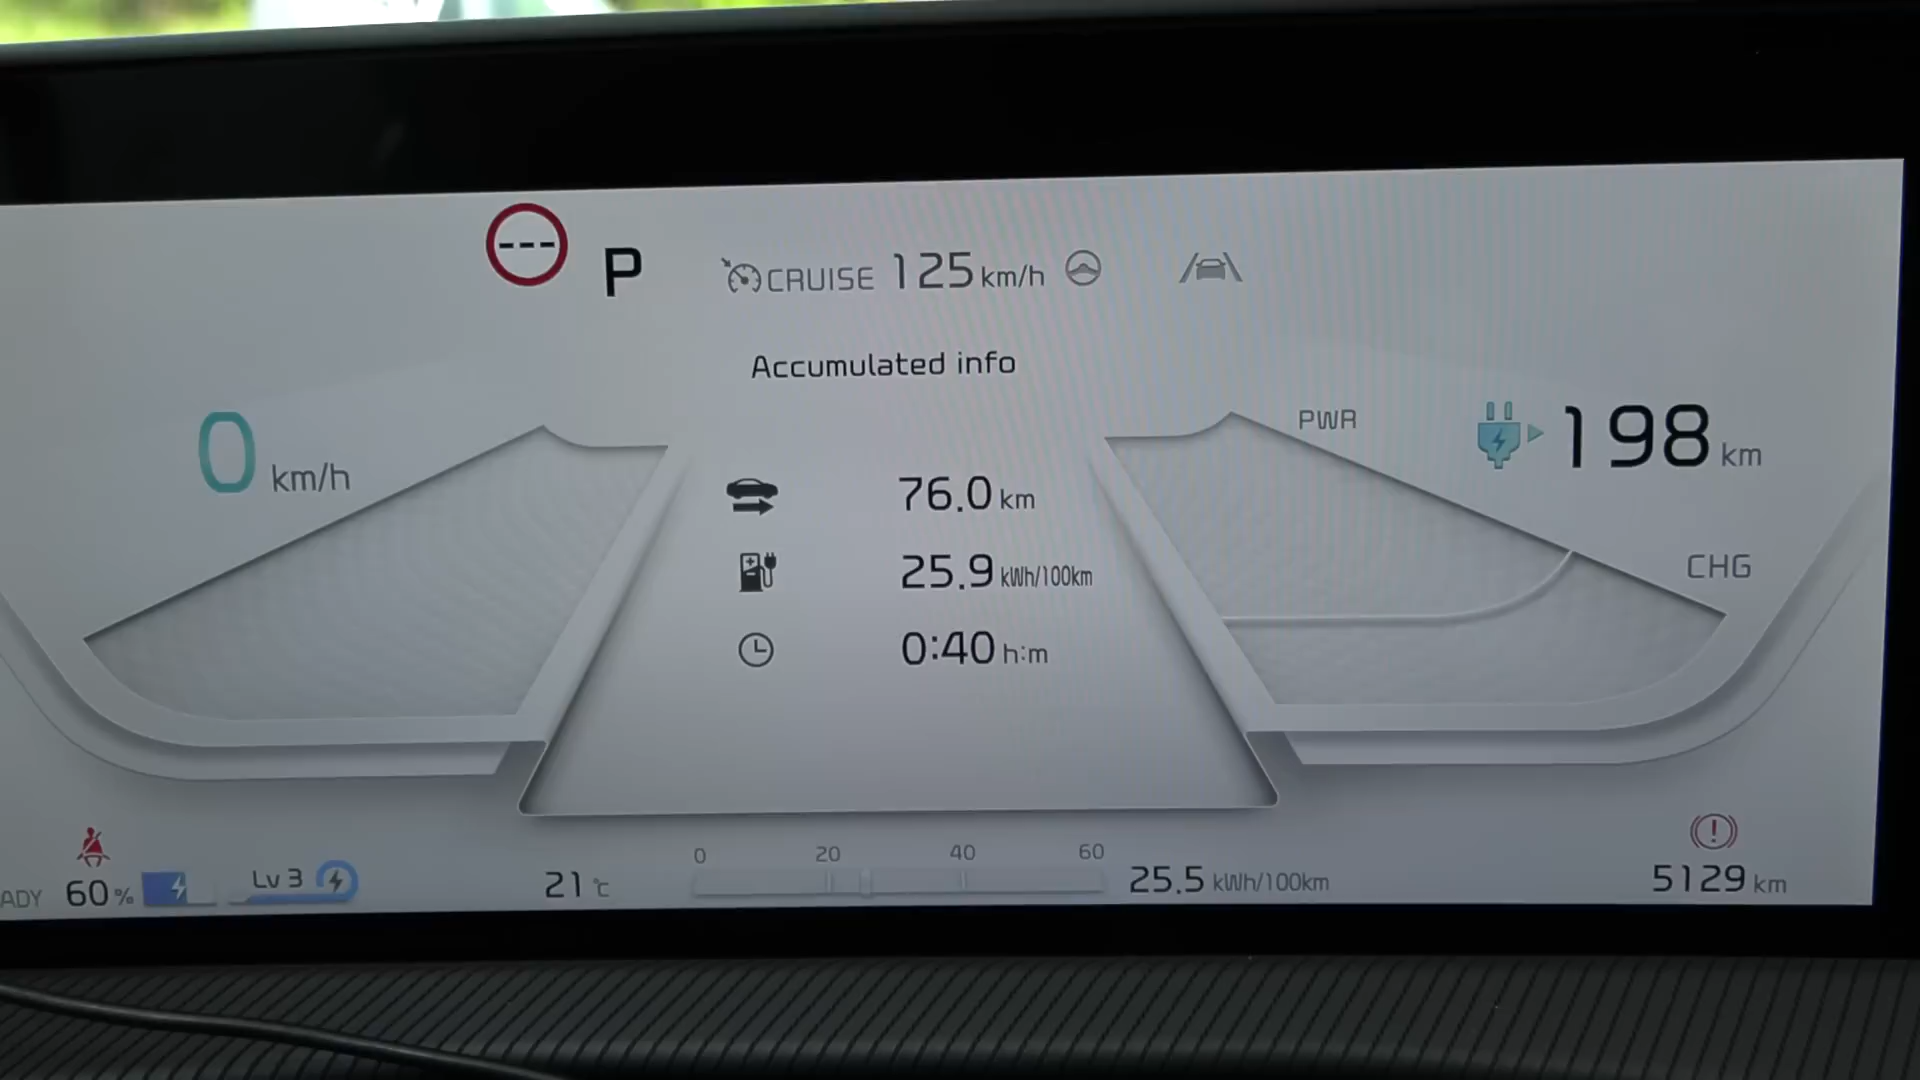 ---
P
CRUISE 125 km/h
Accumulated info
0 km/h
PWR
198 km
76.0 km
25.9 kWh/100km
CHG
0:40 h:m
0 20 40 60
ADY 60% Lv 3 21°C 25.5 kWh/100km 5129 km